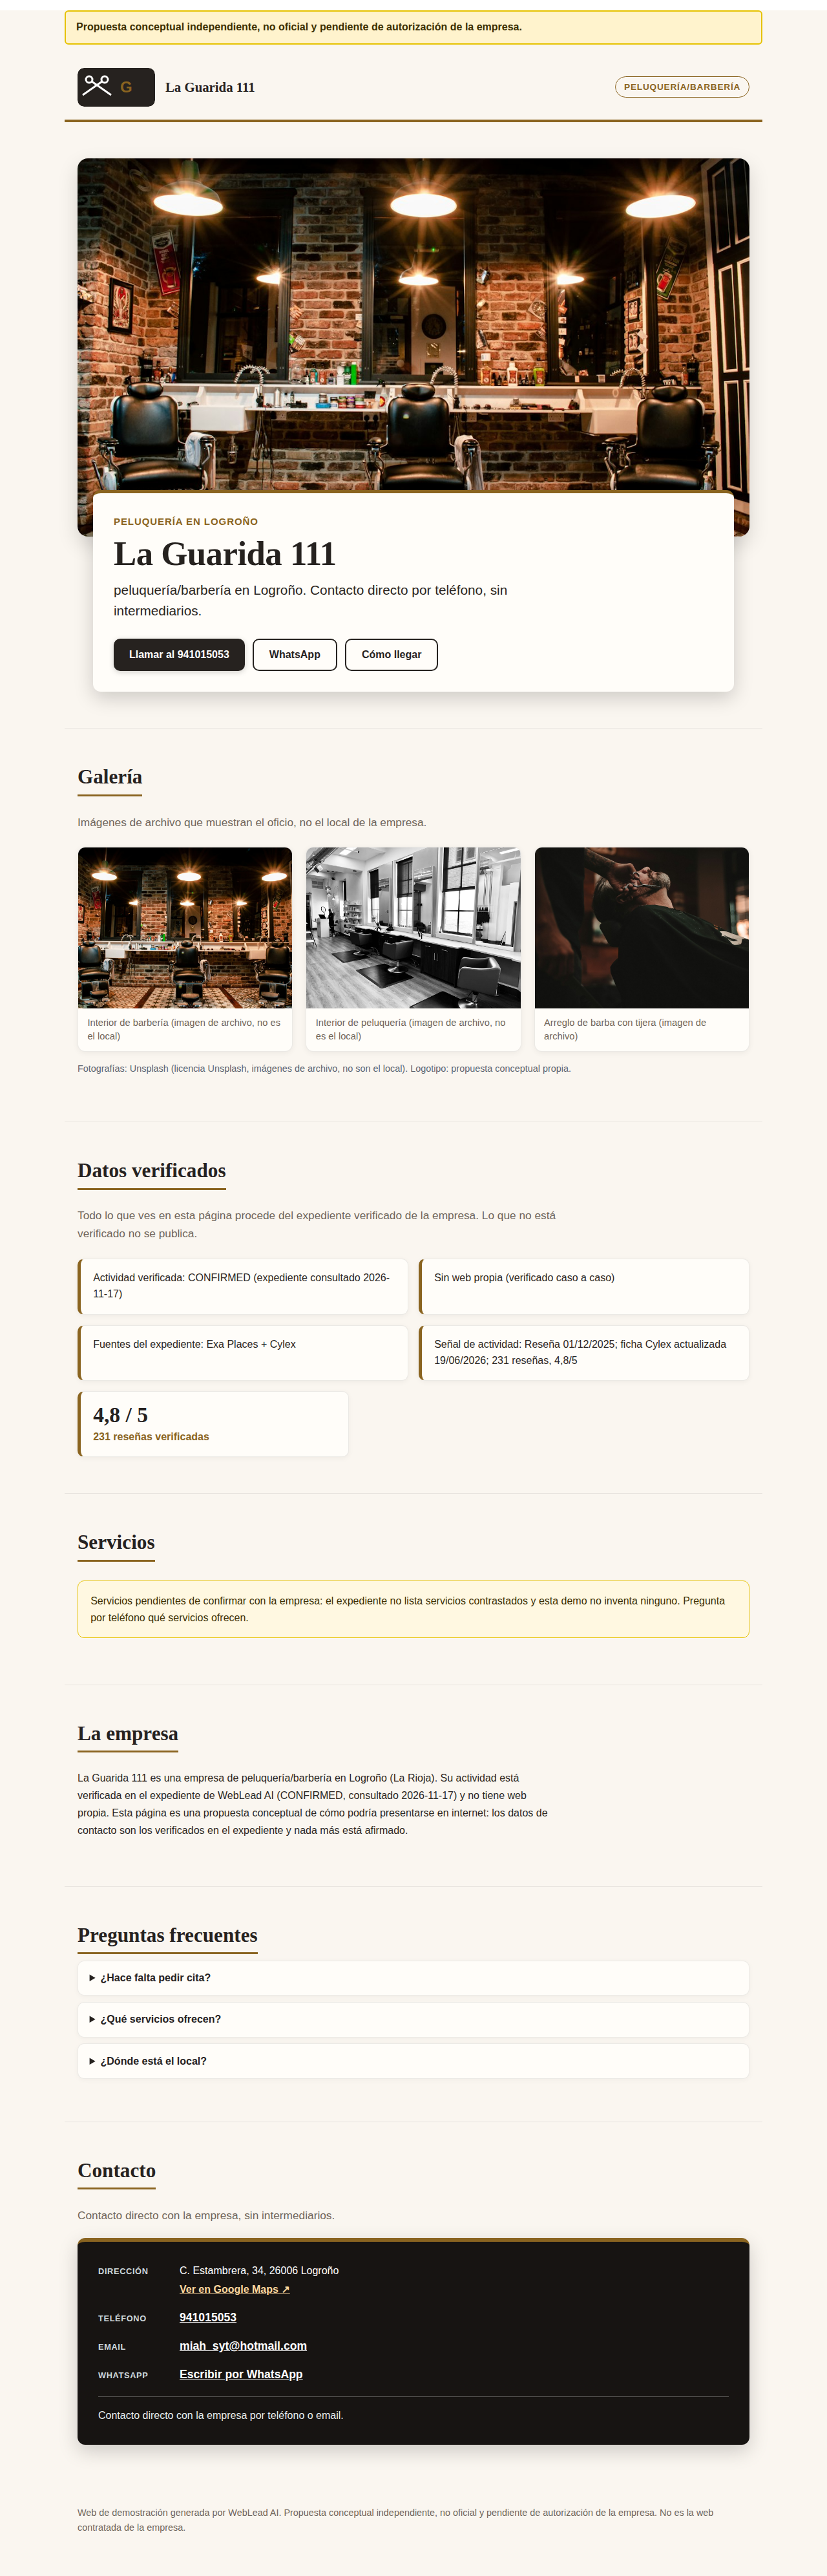 Propuesta conceptual independiente, no oficial y pendiente de autorización de la empresa.
G
La Guarida 111
PELUQUERÍA/BARBERÍA
PELUQUERÍA EN LOGROÑO
La Guarida 111
peluquería/barbería en Logroño. Contacto directo por teléfono, sin
intermediarios.
Llamar al 941015053
WhatsApp
Cómo llegar
Galería
Imágenes de archivo que muestran el oficio, no el local de la empresa.
Interior de barbería (imagen de archivo, no es
el local)
Interior de peluquería (imagen de archivo, no
es el local)
Arreglo de barba con tijera (imagen de
archivo)
Fotografías: Unsplash (licencia Unsplash, imágenes de archivo, no son el local). Logotipo: propuesta conceptual propia.
Datos verificados
Todo lo que ves en esta página procede del expediente verificado de la empresa. Lo que no está
verificado no se publica.
Actividad verificada: CONFIRMED (expediente consultado 2026-
11-17)
Sin web propia (verificado caso a caso)
Fuentes del expediente: Exa Places + Cylex
Señal de actividad: Reseña 01/12/2025; ficha Cylex actualizada
19/06/2026; 231 reseñas, 4,8/5
4,8 / 5
231 reseñas verificadas
Servicios
Servicios pendientes de confirmar con la empresa: el expediente no lista servicios contrastados y esta demo no inventa ninguno. Pregunta
por teléfono qué servicios ofrecen.
La empresa
La Guarida 111 es una empresa de peluquería/barbería en Logroño (La Rioja). Su actividad está
verificada en el expediente de WebLead AI (CONFIRMED, consultado 2026-11-17) y no tiene web
propia. Esta página es una propuesta conceptual de cómo podría presentarse en internet: los datos de
contacto son los verificados en el expediente y nada más está afirmado.
Preguntas frecuentes
¿Hace falta pedir cita?
¿Qué servicios ofrecen?
¿Dónde está el local?
Contacto
Contacto directo con la empresa, sin intermediarios.
DIRECCIÓN
C. Estambrera, 34, 26006 Logroño
Ver en Google Maps ↗
TELÉFONO
941015053
EMAIL
miah_syt@hotmail.com
WHATSAPP
Escribir por WhatsApp
Contacto directo con la empresa por teléfono o email.
Web de demostración generada por WebLead AI. Propuesta conceptual independiente, no oficial y pendiente de autorización de la empresa. No es la web
contratada de la empresa.